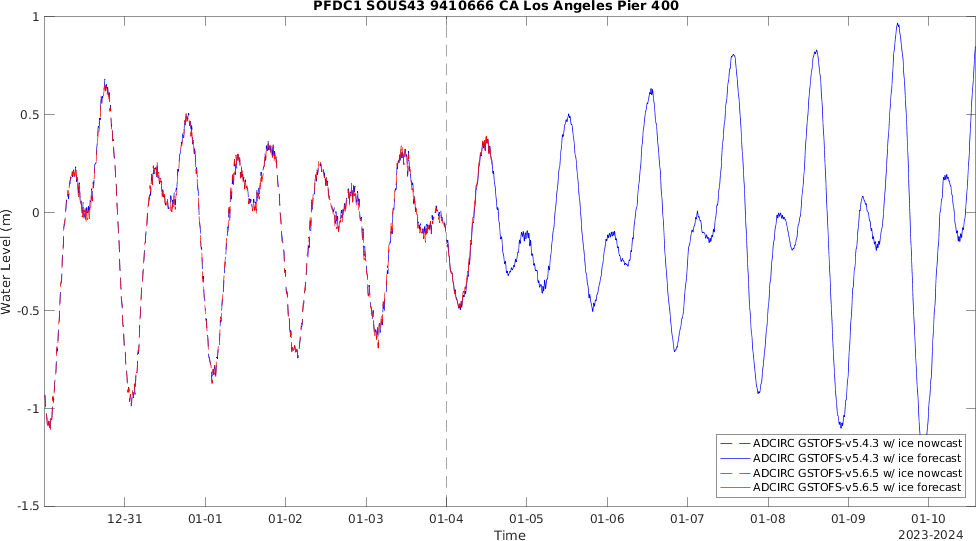 PFDC1 SOUS43 9410666 CA Los Angeles Pier 400
1
0.5
0
-0.5
-1
-1.5
Water Level (m)
ADCIRC GSTOFS-v5.4.3 w/ ice nowcast
ADCIRC GSTOFS-v5.4.3 w/ ice forecast
ADCIRC GSTOFS-v5.6.5 w/ ice nowcast
ADCIRC GSTOFS-v5.6.5 w/ ice forecast
12-31 01-01 01-02 01-03 01-04 01-05 01-06 01-07 01-08 01-09 01-10
Time
2023-2024